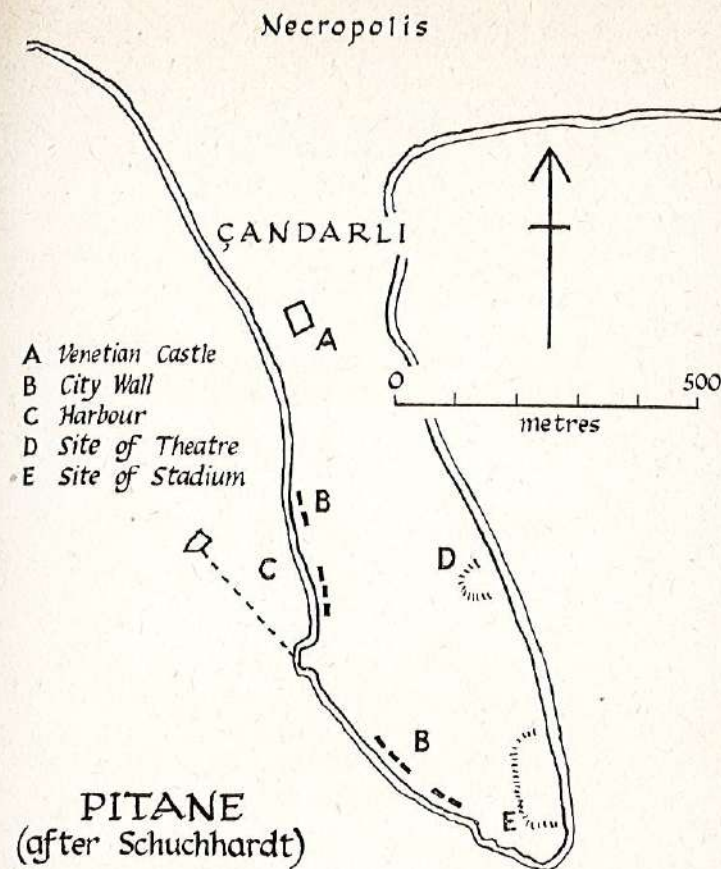 Necropolis
ÇANDARLI
A
A Venetian Castle
B City Wall
C Harbour
D Site of Theatre
E Site of Stadium
0 500
metres
B
C
D
B
E
PITANE
(after Schuchhardt)